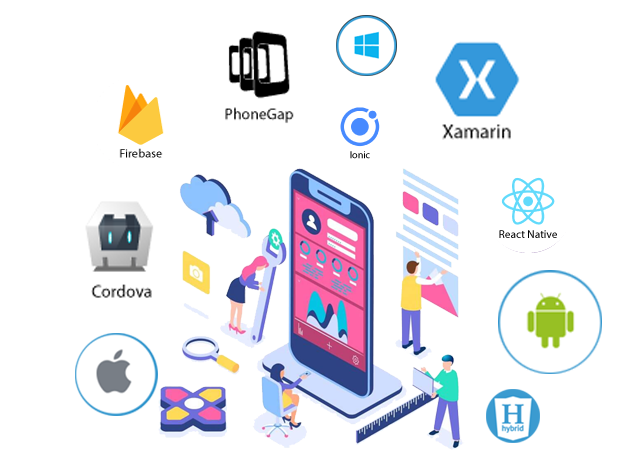 PhoneGap
Xamarin
Firebase
Ionic
React Native
Cordova
H
hybrid